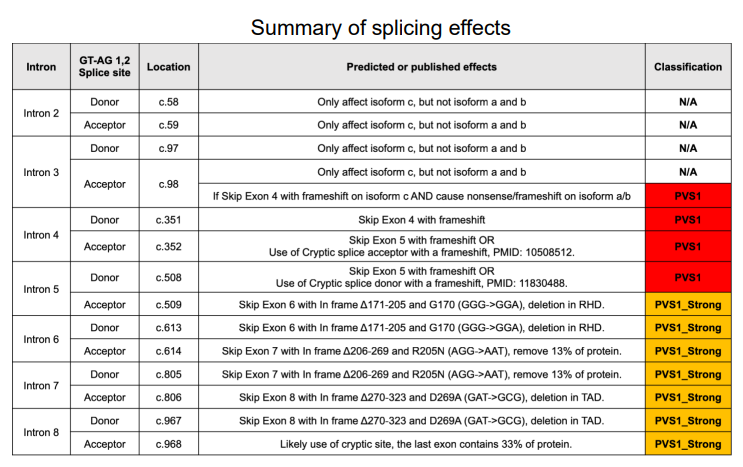 Summary of splicing effects
Intron GT-AG 1,2 Splice site Location Predicted or published effects Classification
Intron 2 Donor c.58 Only affect isoform c, but not isoform a and b N/A
Acceptor c.59 Only affect isoform c, but not isoform a and b N/A
Intron 3 Donor c.97 Only affect isoform c, but not isoform a and b N/A
Acceptor c.98 Only affect isoform c, but not isoform a and b N/A
If Skip Exon 4 with frameshift on isoform c AND cause nonsense/frameshift on isoform a/b PVS1
Intron 4 Donor c.351 Skip Exon 4 with frameshift PVS1
Acceptor c.352 Skip Exon 5 with frameshift OR
Use of Cryptic splice acceptor with a frameshift, PMID: 10508512. PVS1
Intron 5 Donor c.508 Skip Exon 5 with frameshift OR
Use of Cryptic splice donor with a frameshift, PMID: 11830488. PVS1
Acceptor c.509 Skip Exon 6 with In frame Δ171-205 and G170 (GGG->GGA), deletion in RHD. PVS1_Strong
Intron 6 Donor c.613 Skip Exon 6 with In frame Δ171-205 and G170 (GGG->GGA), deletion in RHD. PVS1_Strong
Acceptor c.614 Skip Exon 7 with In frame Δ206-269 and R205N (AGG->AAT), remove 13% of protein. PVS1_Strong
Intron 7 Donor c.805 Skip Exon 7 with In frame Δ206-269 and R205N (AGG->AAT), remove 13% of protein. PVS1_Strong
Acceptor c.806 Skip Exon 8 with In frame Δ270-323 and D269A (GAT->GCG), deletion in TAD. PVS1_Strong
Intron 8 Donor c.967 Skip Exon 8 with In frame Δ270-323 and D269A (GAT->GCG), deletion in TAD. PVS1_Strong
Acceptor c.968 Likely use of cryptic site, the last exon contains 33% of protein. PVS1_Strong